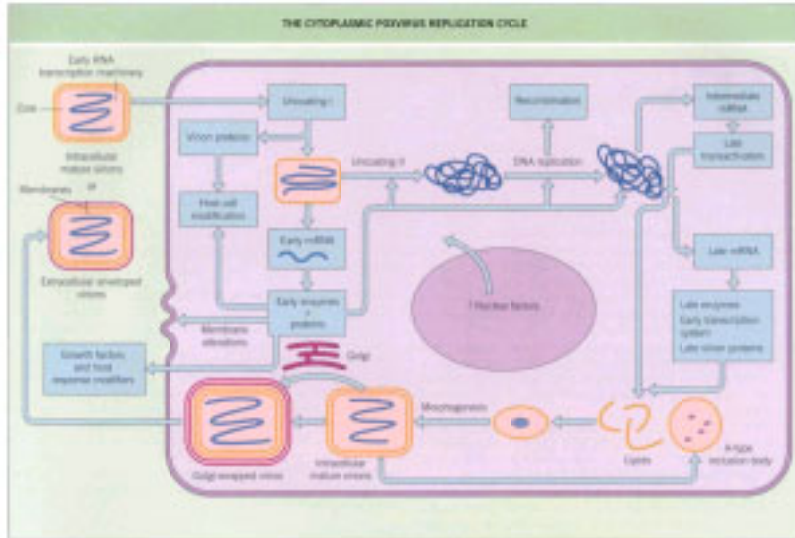 THE CYTOPLASMIC POXVIRUS REPLICATION CYCLE
Early RNA
transcription machinery
Core
Intracellular
mature virions
or
Membranes
Extracellular enveloped
virions
Uncoating I
Virion proteins
Host cell
modification
Uncoating II
Early mRNA
Early enzymes
+
proteins
Membrane
alterations
Growth factors
and host
response modifiers
Golgi
Golgi-wrapped virion
Intracellular
mature virions
Morphogenesis
Recombination
DNA replication
? Nuclear factors
Intermediate
mRNA
Late
transactivators
Late mRNA
Late enzymes
Early transcription
system
Late virion proteins
Lipids
A-type
inclusion body